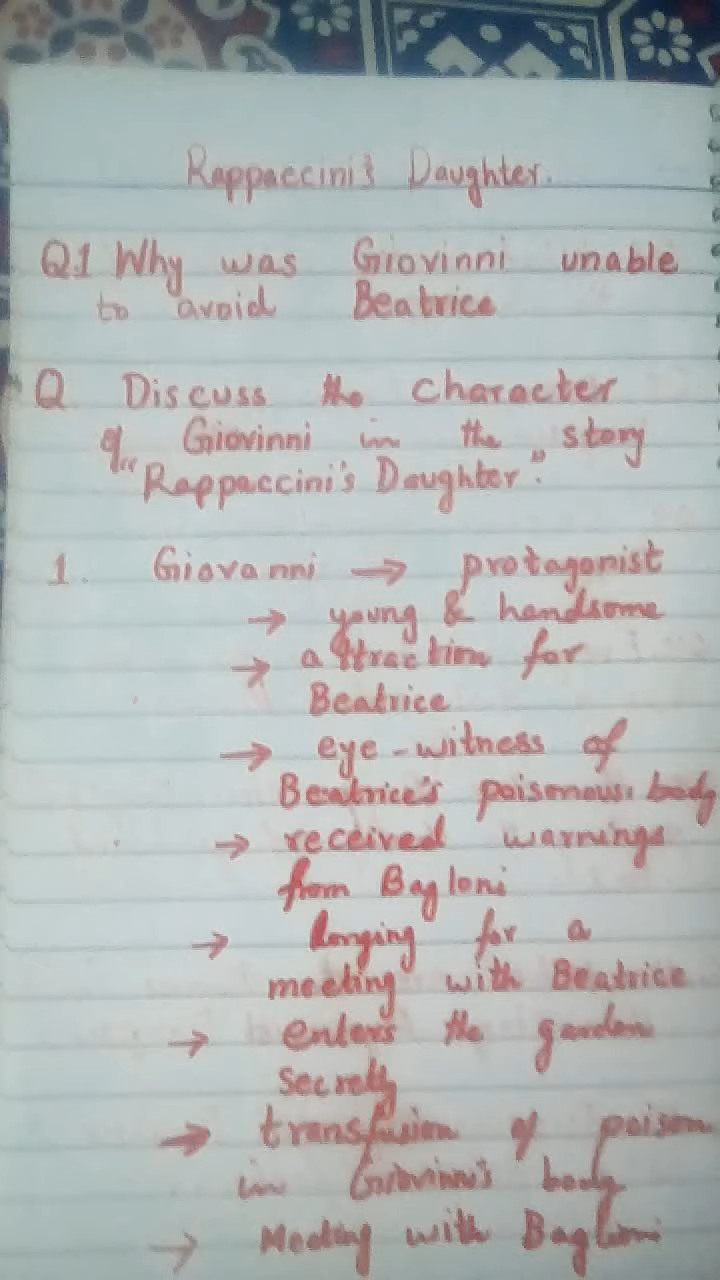 Rappaccini's Daughter.
Q1 Why was Giovinni unable
to avoid Beatrice
Q Discuss the character
of Giovinni in the story
"Rappaccini's Daughter".
1. Giovanni → protagonist
→ young & handsome
→ attraction for
Beatrice
→ eye-witness of
Beatrice's poisonous body
→ received warnings
from Bagloni
→ longing for a
meeting with Beatrice
→ enters the garden
secretly
→ transfusion of poison
in Giovinni's body
→ Meeting with Baglioni